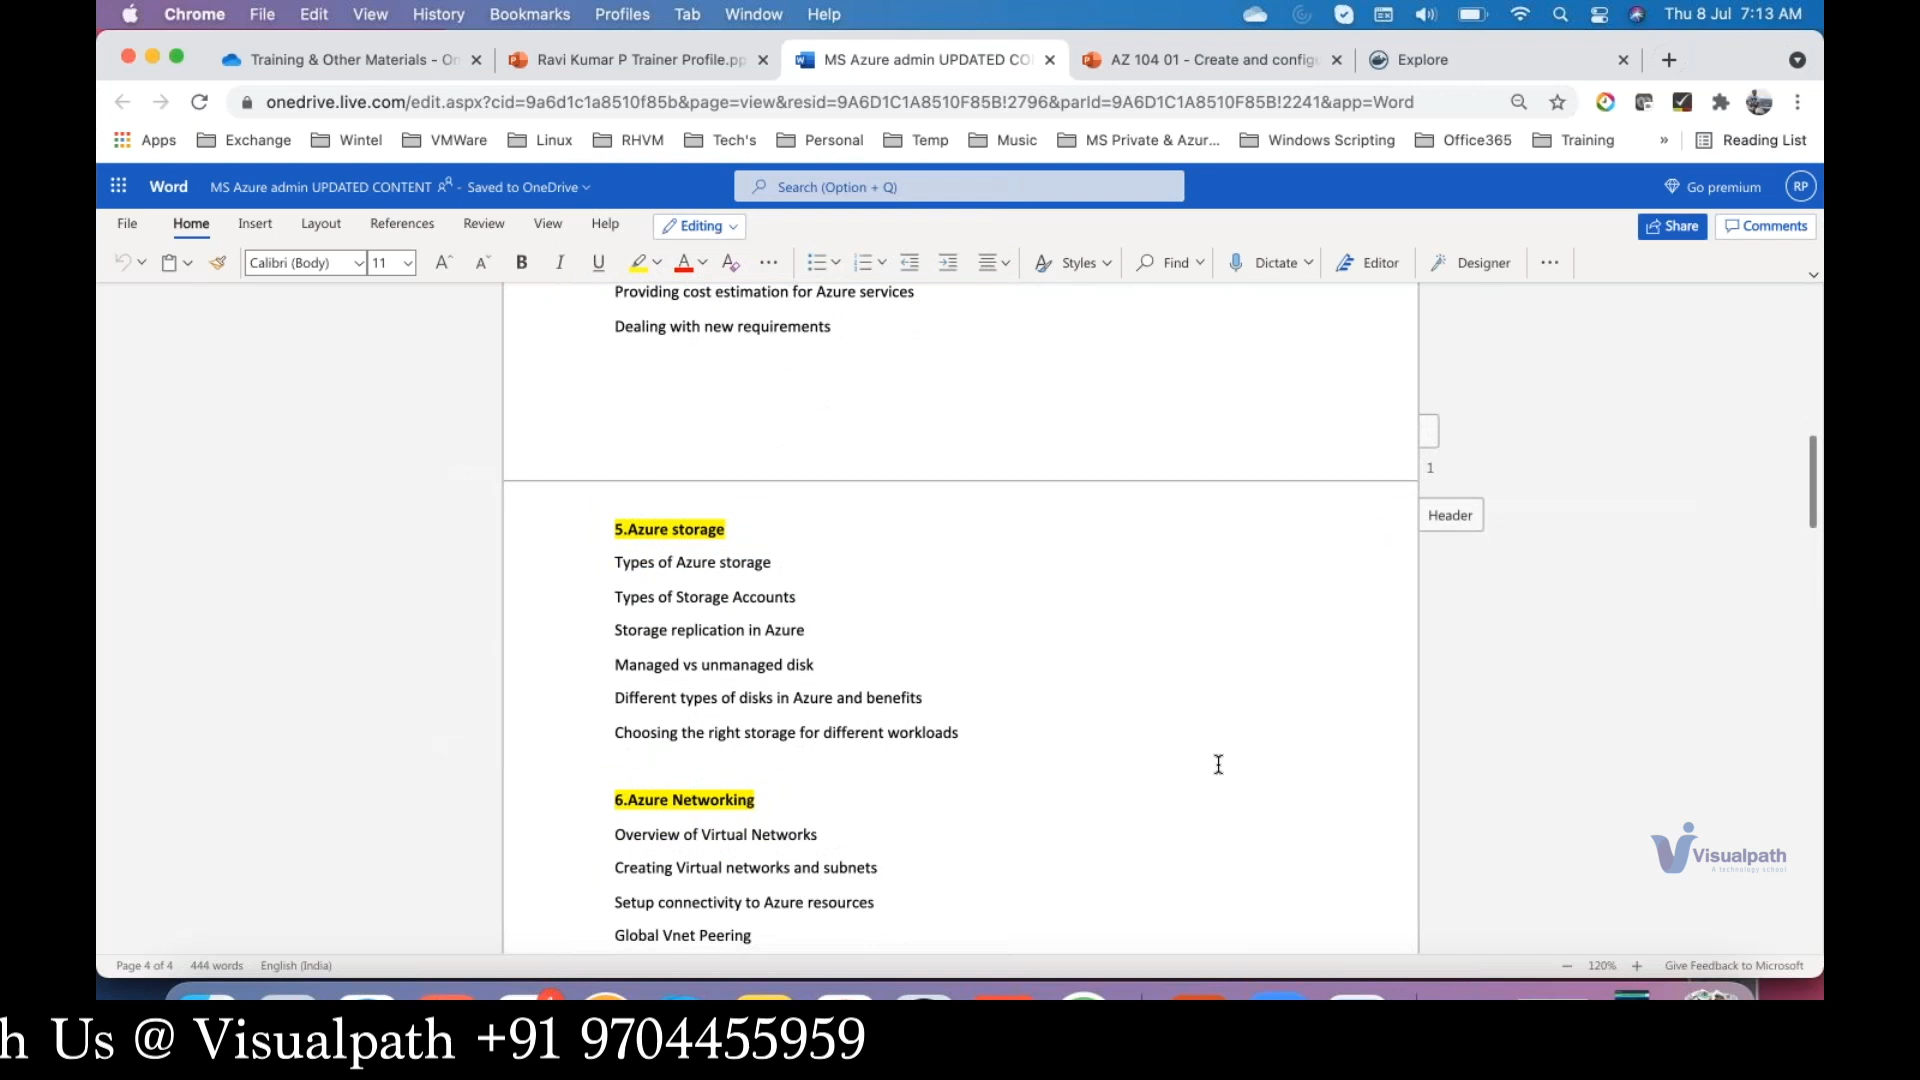 Chrome File Edit View History Bookmarks Profiles Tab Window Help Thu 8 Jul 7:13 AM
Training & Other Materials - On Ravi Kumar P Trainer Profile.pp MS Azure admin UPDATED CO AZ 104 01 - Create and config Explore
onedrive.live.com/edit.aspx?cid=9a6d1c1a8510f85b&page=view&resid=9A6D1C1A8510F85B!2796&parId=9A6D1C1A8510F85B!2241&app=Word
Apps Exchange Wintel VMWare Linux RHVM Tech's Personal Temp Music MS Private & Azur... Windows Scripting Office365 Training » Reading List
Word MS Azure admin UPDATED CONTENT - Saved to OneDrive Search (Option + Q) Go premium RP
File Home Insert Layout References Review View Help Editing Share Comments
Calibri (Body) 11 A A B I U A A Styles Find Dictate Editor Designer
Providing cost estimation for Azure services
Dealing with new requirements
1
Header
5.Azure storage
Types of Azure storage
Types of Storage Accounts
Storage replication in Azure
Managed vs unmanaged disk
Different types of disks in Azure and benefits
Choosing the right storage for different workloads
6.Azure Networking
Overview of Virtual Networks
Creating Virtual networks and subnets
Setup connectivity to Azure resources
Global Vnet Peering
Visualpath
A technology school
Page 4 of 4 444 words English (India) 120% Give Feedback to Microsoft
h Us @ Visualpath +91 9704455959